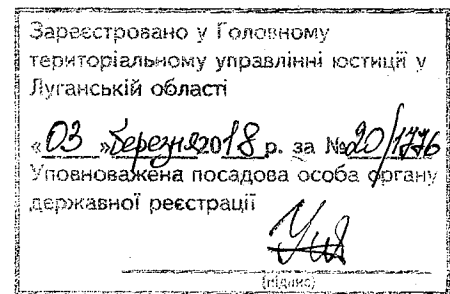 Зареєстровано у Головному
територіальному управлінні юстиції у
Луганській області
«03 » березня 2018 р. за №20/1776
Уповноважена посадова особа органу
державної реєстрації
(підпис)